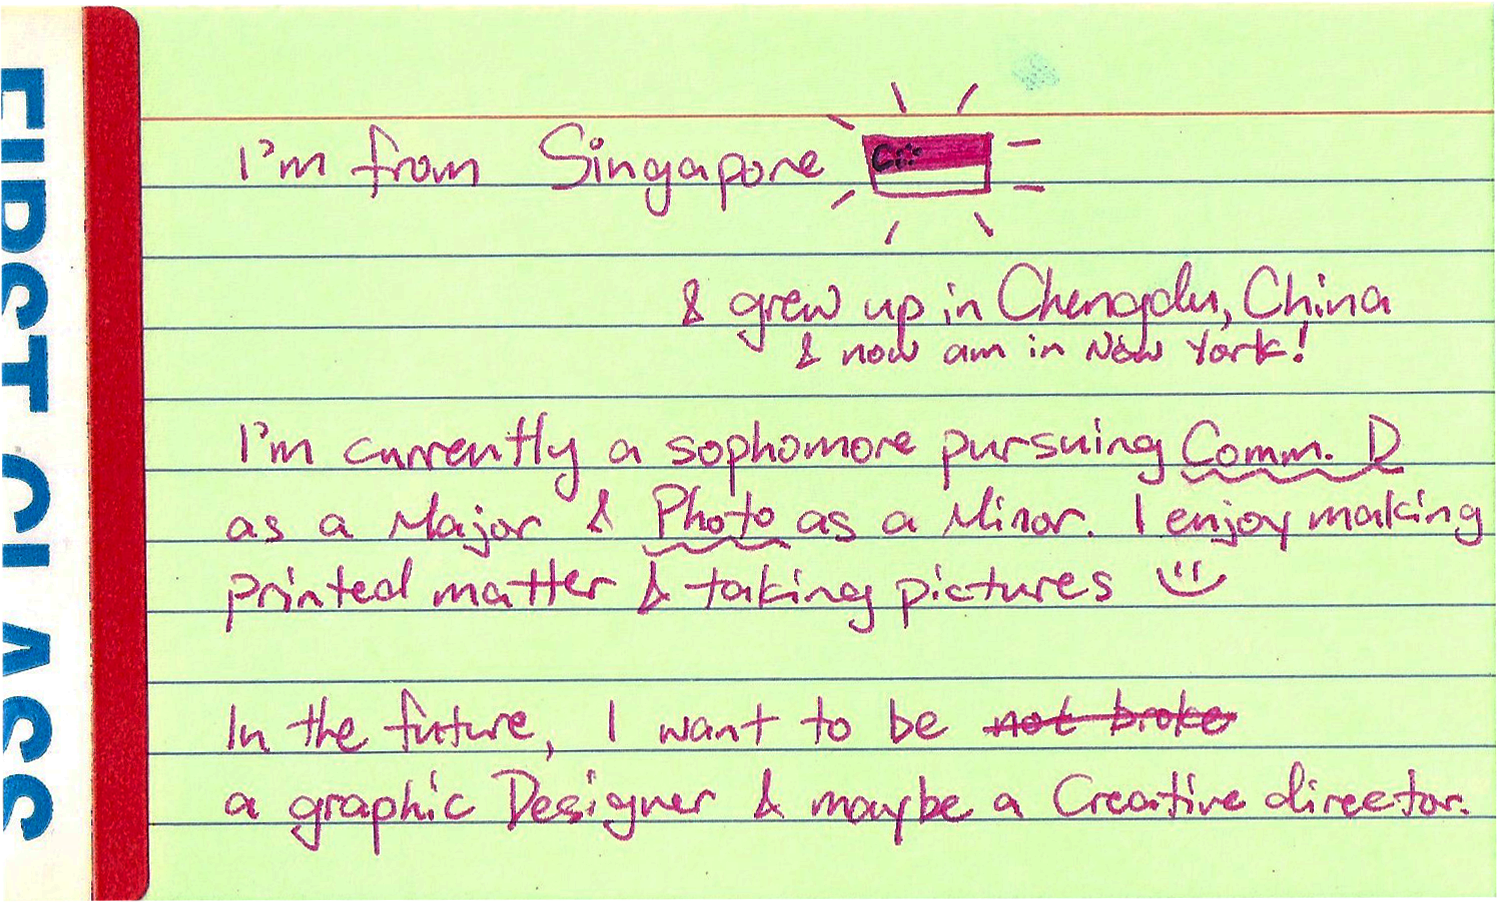 FIRST CLASS
I'm from Singapore
& grew up in Chengdu, China
& now am in New York!
I'm currently a sophomore pursuing Comm. D
as a Major & Photo as a Minor. I enjoy making
printed matter & taking pictures
In the future, I want to be not broke
a graphic Designer & maybe a Creative director.